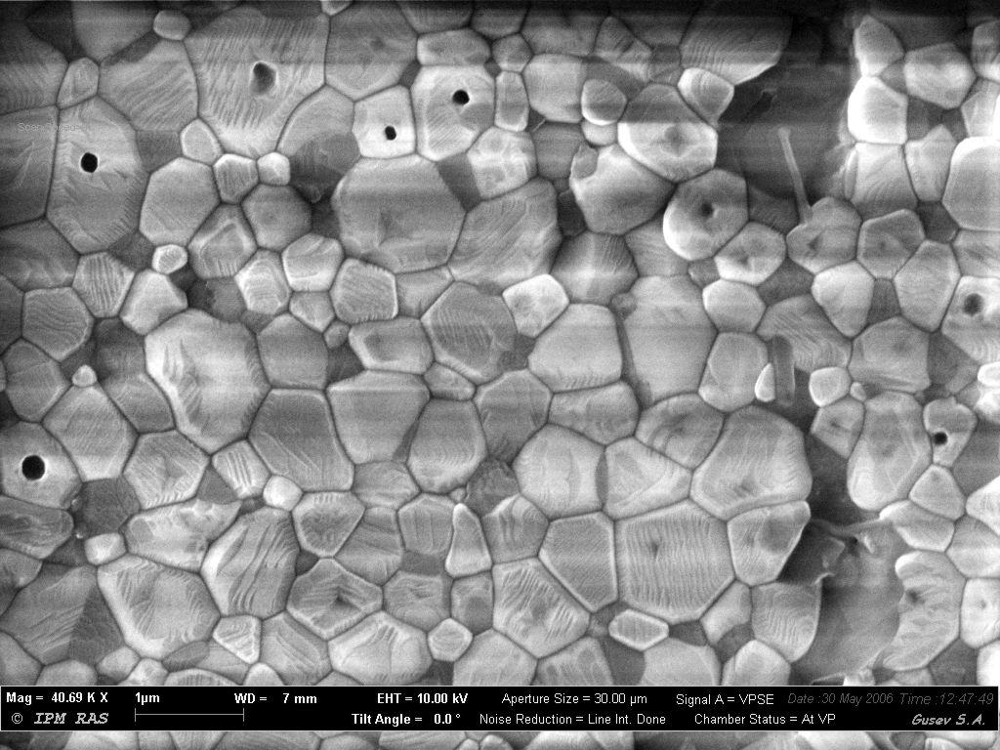 Mag = 40.69 K X 1µm WD = 7 mm EHT = 10.00 kV Aperture Size = 30.00 µm Signal A = VPSE Date :30 May 2006 Time :12:47:49
© IPM RAS Tilt Angle = 0.0 ° Noise Reduction = Line Int. Done Chamber Status = At VP Gusev S.A.